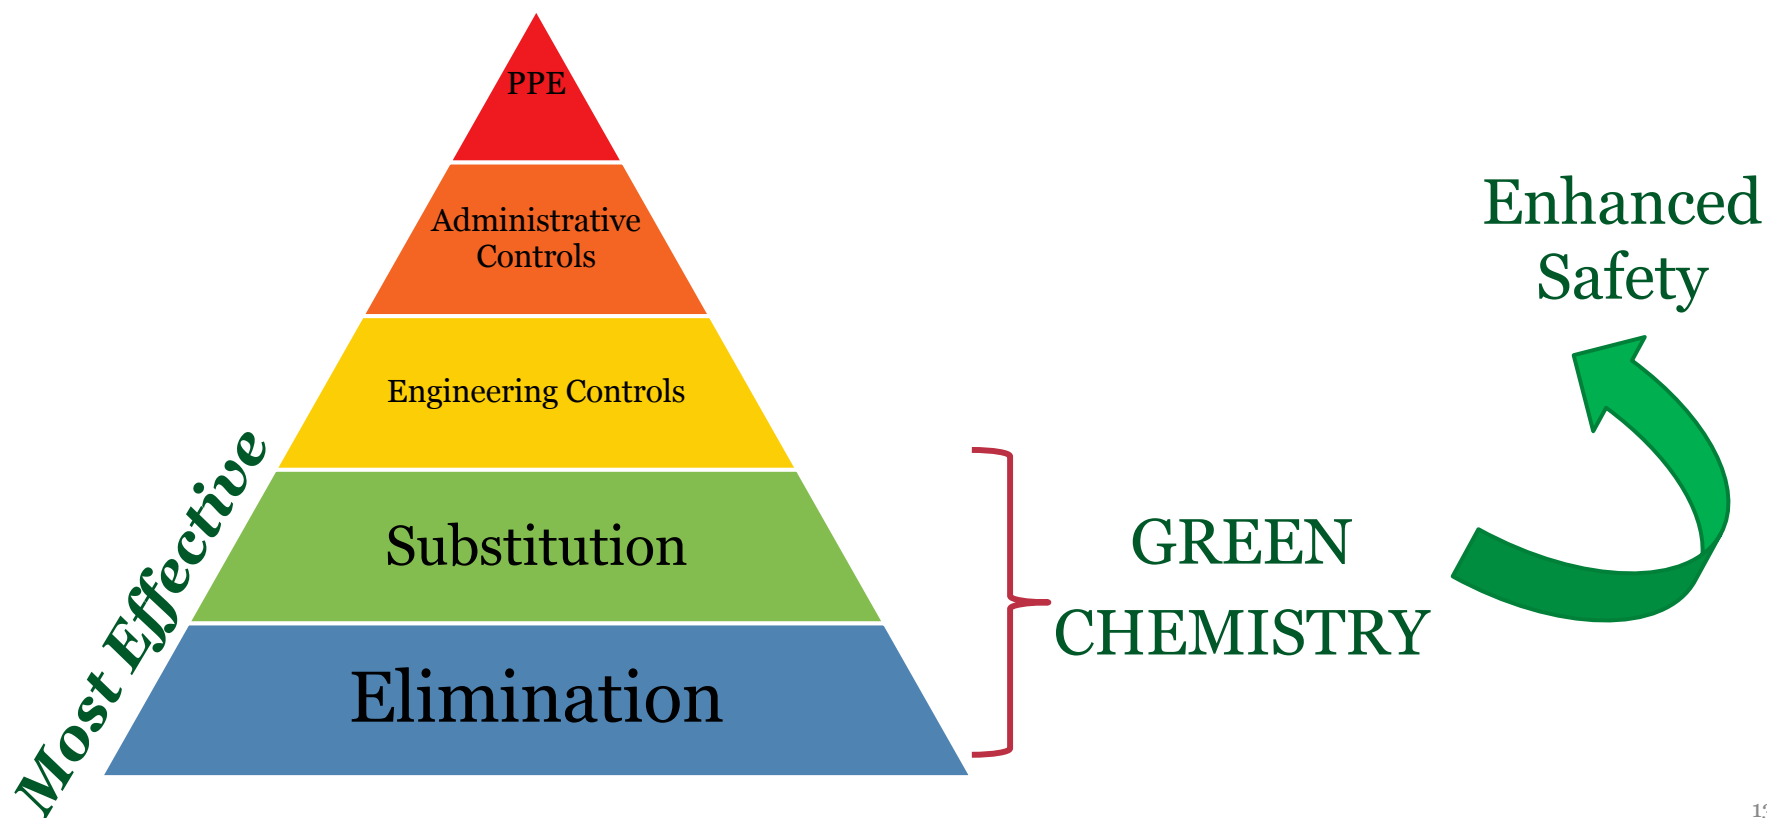 PPE
Administrative
Controls
Engineering Controls
Substitution
Elimination
Most Effective
GREEN
CHEMISTRY
Enhanced
Safety